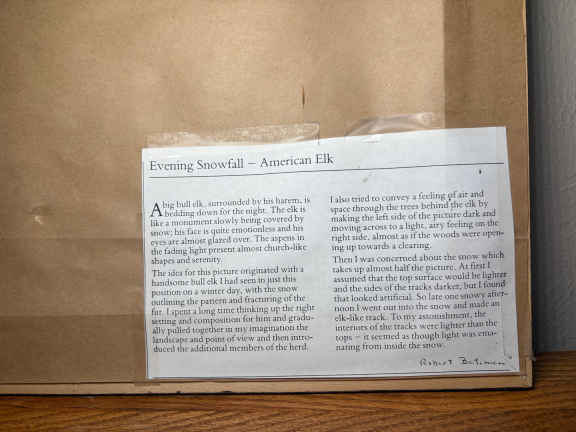 Evening Snowfall – American Elk
A big bull elk, surrounded by his harem, is
bedding down for the night. The elk is
like a monument slowly being covered by
snow; his face is quite emotionless and his
eyes are almost glazed over. The aspens in
the fading light present almost church-like
shapes and serenity.
The idea for this picture originated with a
handsome bull elk I had seen in just this
position on a winter day, with the snow
outlining the pattern and fracturing of the
fur. I spent a long time thinking up the right
setting and composition for him and gradu-
ally pulled together in my imagination the
landscape and point of view and then intro-
duced the additional members of the herd.
I also tried to convey a feeling of air and
space through the trees behind the elk by
making the left side of the picture dark and
moving across to a light, airy feeling on the
right side, almost as if the woods were open-
ing up towards a clearing.
Then I was concerned about the snow which
takes up almost half the picture. At first I
assumed that the top surface would be lighter
and the sides of the tracks darker, but I found
that looked artificial. So late one snowy after-
noon I went out into the snow and made an
elk-like track. To my astonishment, the
interiors of the tracks were lighter than the
tops – it seemed as though light was ema-
nating from inside the snow.
Robert Bateman